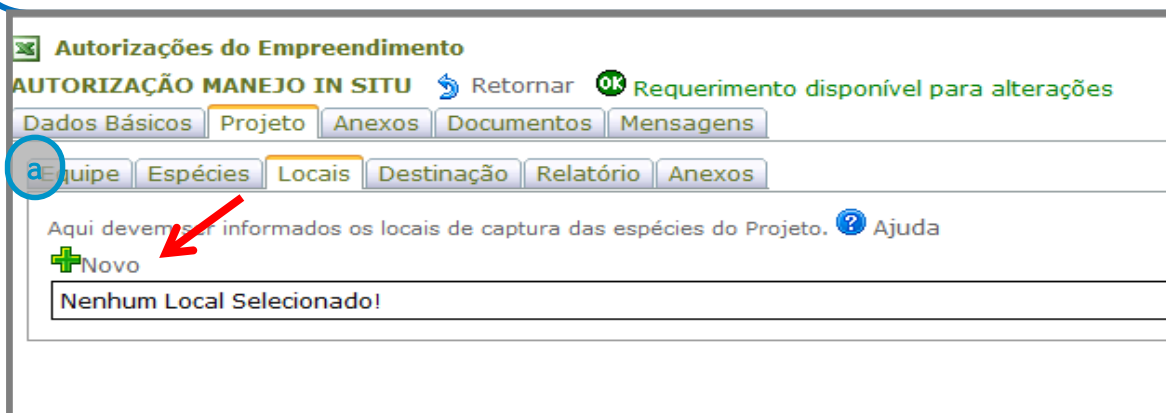 Autorizações do Empreendimento
AUTORIZAÇÃO MANEJO IN SITU Retornar OK Requerimento disponível para alterações
Dados Básicos Projeto Anexos Documentos Mensagens
a Equipe Espécies Locais Destinação Relatório Anexos
Aqui devem ser informados os locais de captura das espécies do Projeto. ? Ajuda
Novo
Nenhum Local Selecionado!